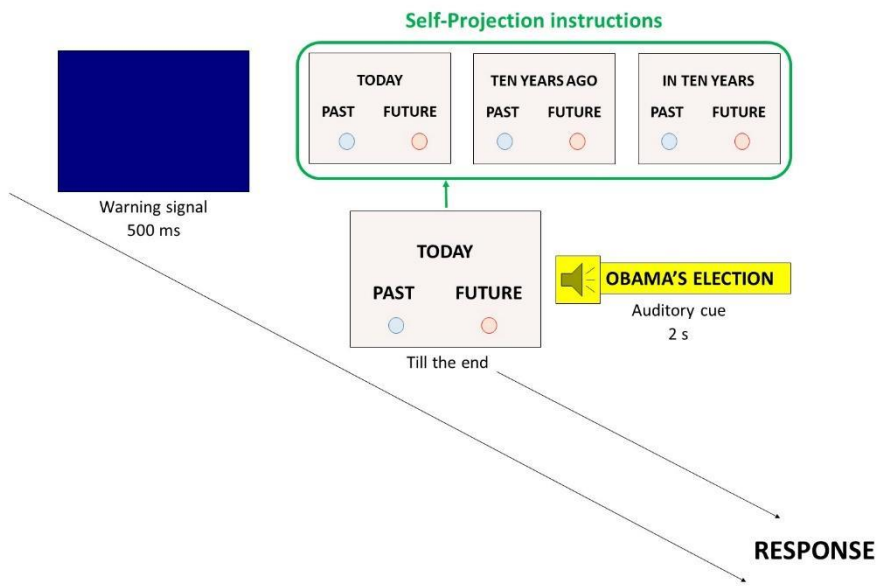 Self-Projection instructions
TODAY
PAST FUTURE
TEN YEARS AGO
PAST FUTURE
IN TEN YEARS
PAST FUTURE
Warning signal
500 ms
TODAY
PAST FUTURE
Till the end
OBAMA'S ELECTION
Auditory cue
2 s
RESPONSE